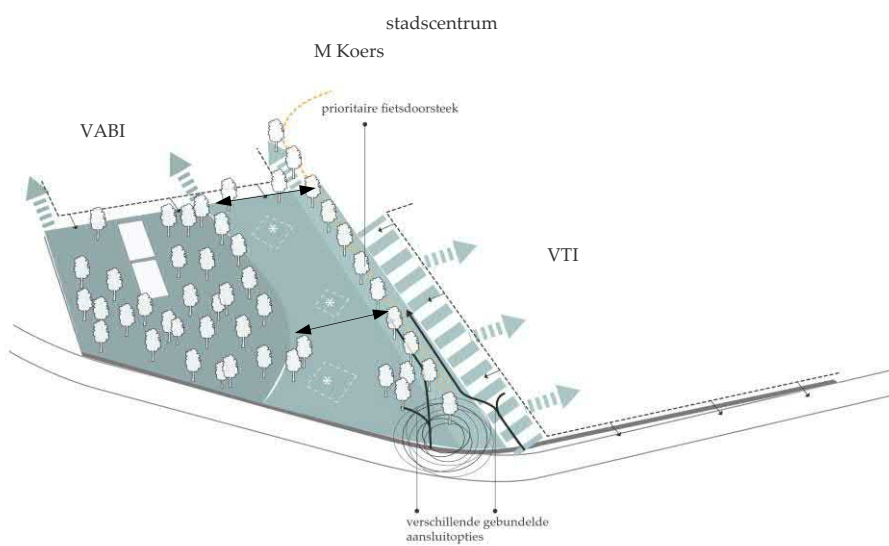 stadscentrum
M Koers
prioritaire fietsdoorsteek
VABI
VTI
verschillende gebundelde
aansluitopties